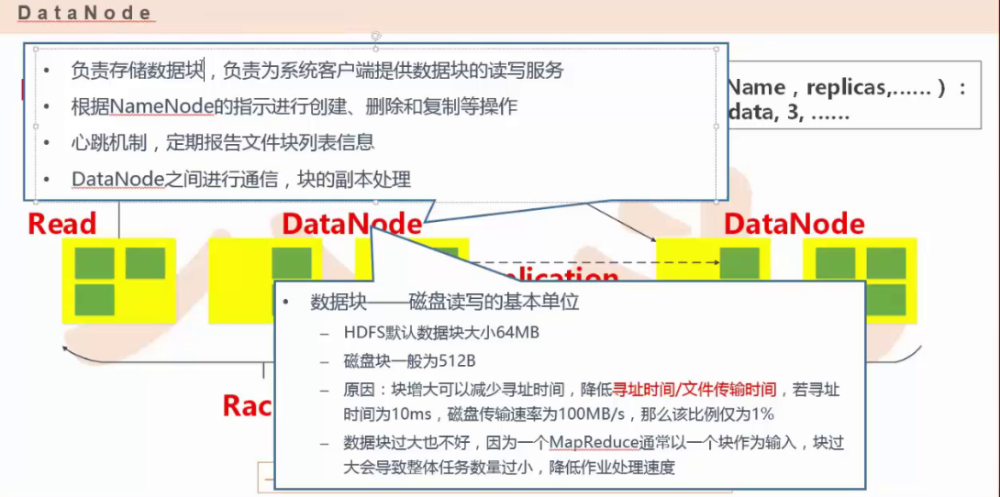 DataNode
• 负责存储数据块，负责为系统客户端提供数据块的读写服务
• 根据NameNode的指示进行创建、删除和复制等操作
• 心跳机制，定期报告文件块列表信息
• DataNode之间进行通信，块的副本处理
Name，replicas,……）：
data, 3, ……
Read
DataNode
DataNode
• 数据块——磁盘读写的基本单位
– HDFS默认数据块大小64MB
– 磁盘块一般为512B
– 原因：块增大可以减少寻址时间，降低寻址时间/文件传输时间，若寻址
时间为10ms，磁盘传输速率为100MB/s，那么该比例仅为1%
– 数据块过大也不好，因为一个MapReduce通常以一个块作为输入，块过
大会导致整体任务数量过小，降低作业处理速度